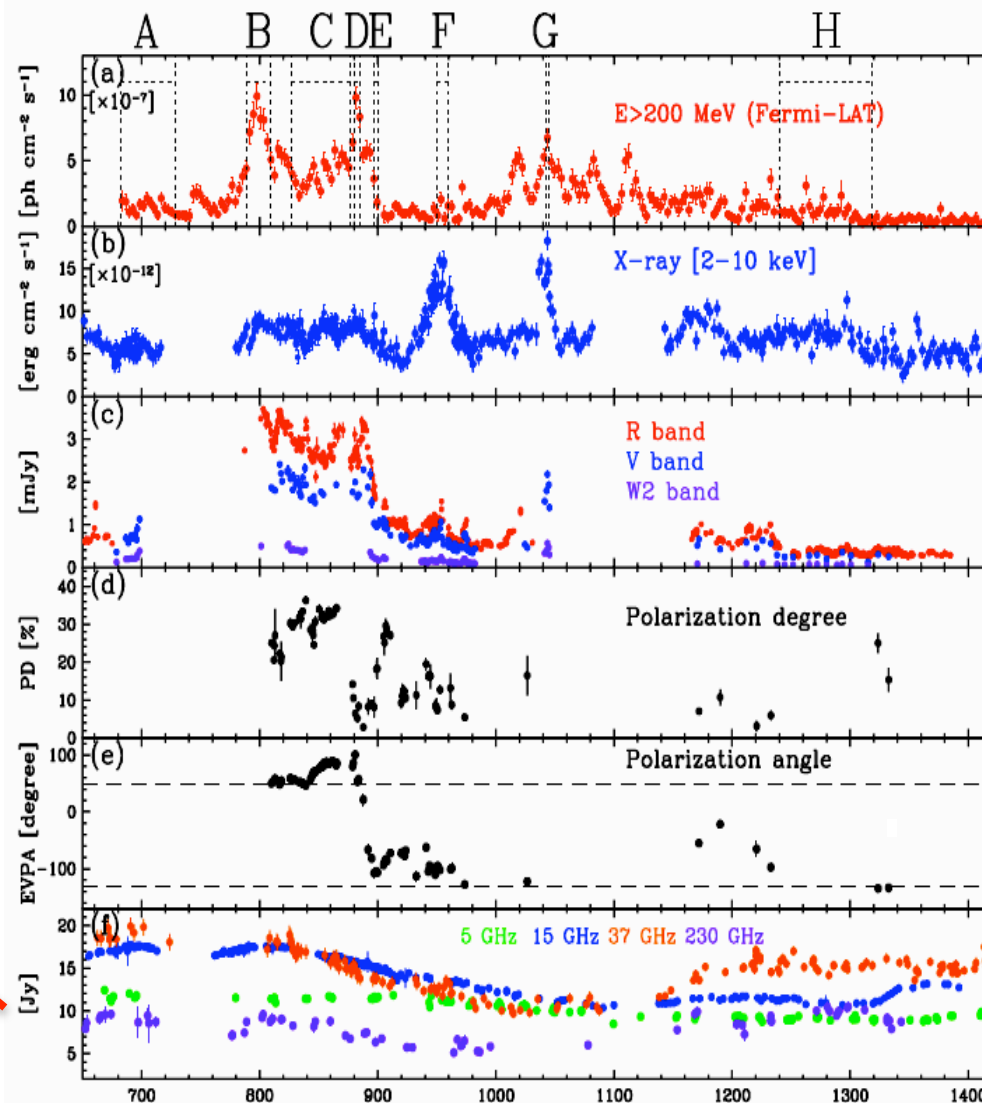 A B C D E F G H
(a)
[×10⁻⁷]
E>200 MeV (Fermi-LAT)
[ph cm⁻² s⁻¹]
10
5
0
(b)
[×10⁻¹²]
X-ray [2-10 keV]
[erg cm⁻² s⁻¹]
15
10
5
0
(c)
R band
V band
W2 band
[mJy]
3
2
1
0
(d)
Polarization degree
PD [%]
40
30
20
10
0
(e)
Polarization angle
EVPA [degree]
100
0
-100
(f)
5 GHz 15 GHz 37 GHz 230 GHz
[Jy]
20
15
10
5
700 800 900 1000 1100 1200 1300 1400